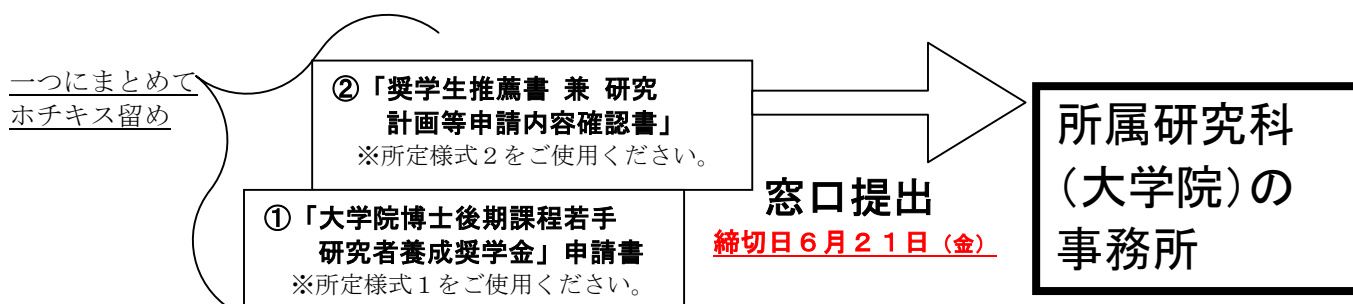 一つにまとめて
ホチキス留め
②「奨学生推薦書 兼 研究
計画等申請内容確認書」
※所定様式２をご使用ください。
①「大学院博士後期課程若手
研究者養成奨学金」申請書
※所定様式１をご使用ください。
窓口提出
締切日６月２１日（金）
所属研究科
（大学院）の
事務所